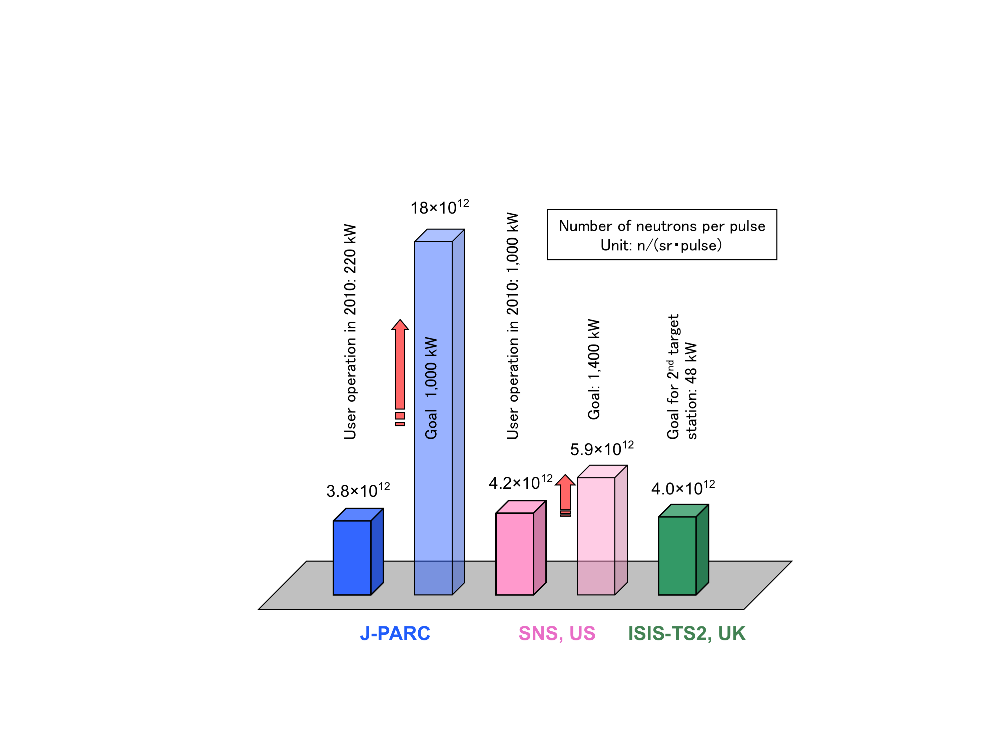 18×10¹²
Number of neutrons per pulse
Unit: n/(sr・pulse)
User operation in 2010: 220 kW
Goal 1,000 kW
User operation in 2010: 1,000 kW
Goal: 1,400 kW
Goal for 2ⁿᵈ target
station: 48 kW
5.9×10¹²
3.8×10¹²
4.2×10¹²
4.0×10¹²
J-PARC
SNS, US
ISIS-TS2, UK